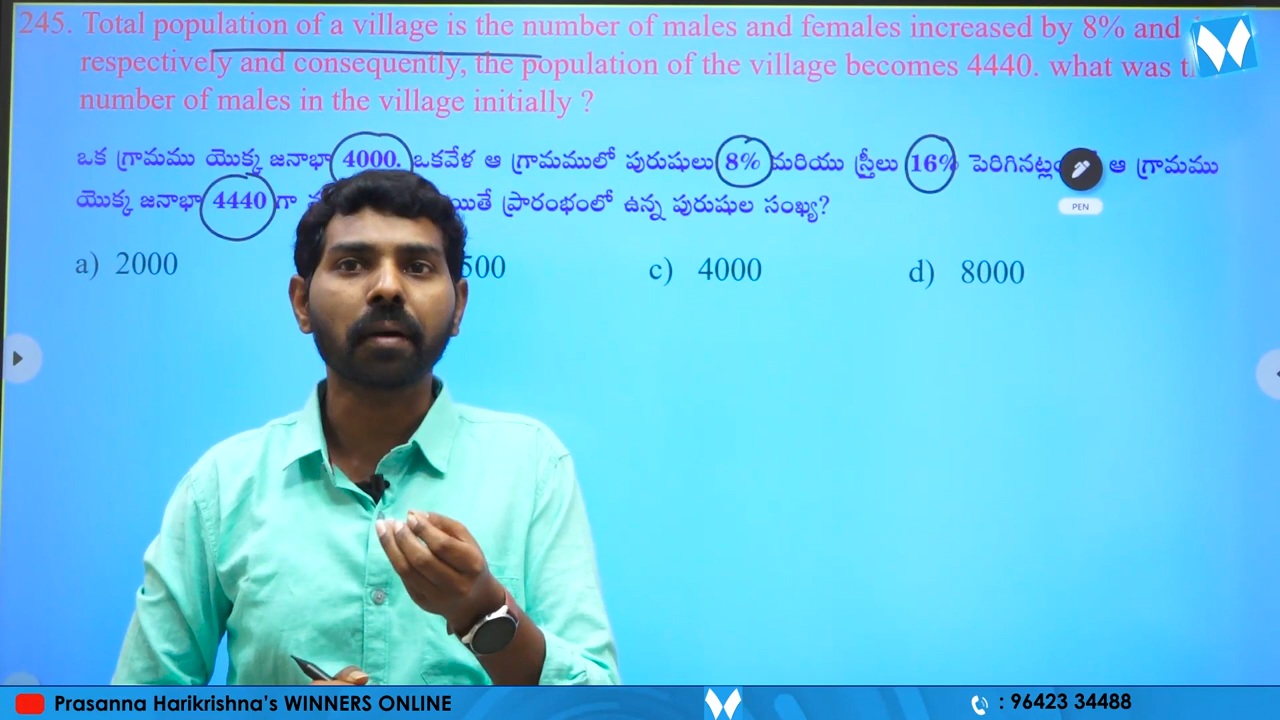 245. Total population of a village is the number of males and females increased by 8% and
respectively and consequently, the population of the village becomes 4440. what was
number of males in the village initially ?
ఒక గ్రామము యొక్క జనాభా 4000. ఒకవేళ ఆ గ్రామములో పురుషులు 8% మరియు స్త్రీలు 16% ఆ గ్రామము
యొక్క జనాభా 4440 గా ప్రారంభంలో ఉన్న పురుషుల సంఖ్య?
PEN
a) 2000 500 c) 4000 d) 8000
Prasanna Harikrishna's WINNERS ONLINE : 96423 34488